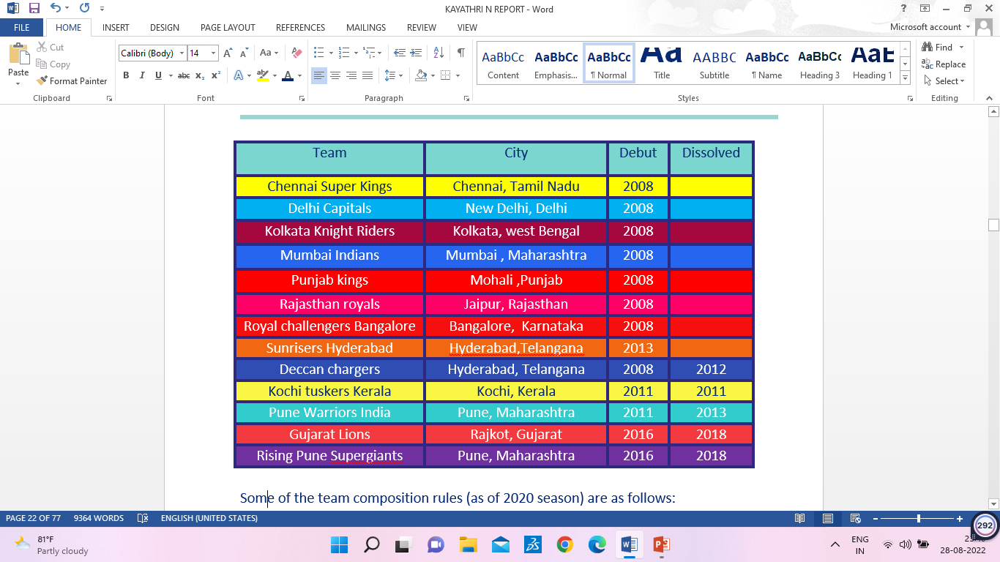 KAYATHRI N REPORT - Word
FILE HOME INSERT DESIGN PAGE LAYOUT REFERENCES MAILINGS REVIEW VIEW Microsoft account
Paste
Cut
Copy
Format Painter
Clipboard
Calibri (Body) 14
Font
Paragraph
AaBbCc AaBbCc AaBbCc Aa AABBC AaBbCc AaBbCc AaE
Content Emphasis... ¶ Normal Title Subtitle ¶ Name Heading 3 Heading 1
Styles
Find
Replace
Select
Editing
Team City Debut Dissolved
Chennai Super Kings Chennai, Tamil Nadu 2008
Delhi Capitals New Delhi, Delhi 2008
Kolkata Knight Riders Kolkata, west Bengal 2008
Mumbai Indians Mumbai , Maharashtra 2008
Punjab kings Mohali ,Punjab 2008
Rajasthan royals Jaipur, Rajasthan 2008
Royal challengers Bangalore Bangalore, Karnataka 2008
Sunrisers Hyderabad Hyderabad,Telangana 2013
Deccan chargers Hyderabad, Telangana 2008 2012
Kochi tuskers Kerala Kochi, Kerala 2011 2011
Pune Warriors India Pune, Maharashtra 2011 2013
Gujarat Lions Rajkot, Gujarat 2016 2018
Rising Pune Supergiants Pune, Maharashtra 2016 2018
Some of the team composition rules (as of 2020 season) are as follows:
PAGE 22 OF 77 9364 WORDS ENGLISH (UNITED STATES)
292
81°F
Partly cloudy
ENG
IN
28-08-2022